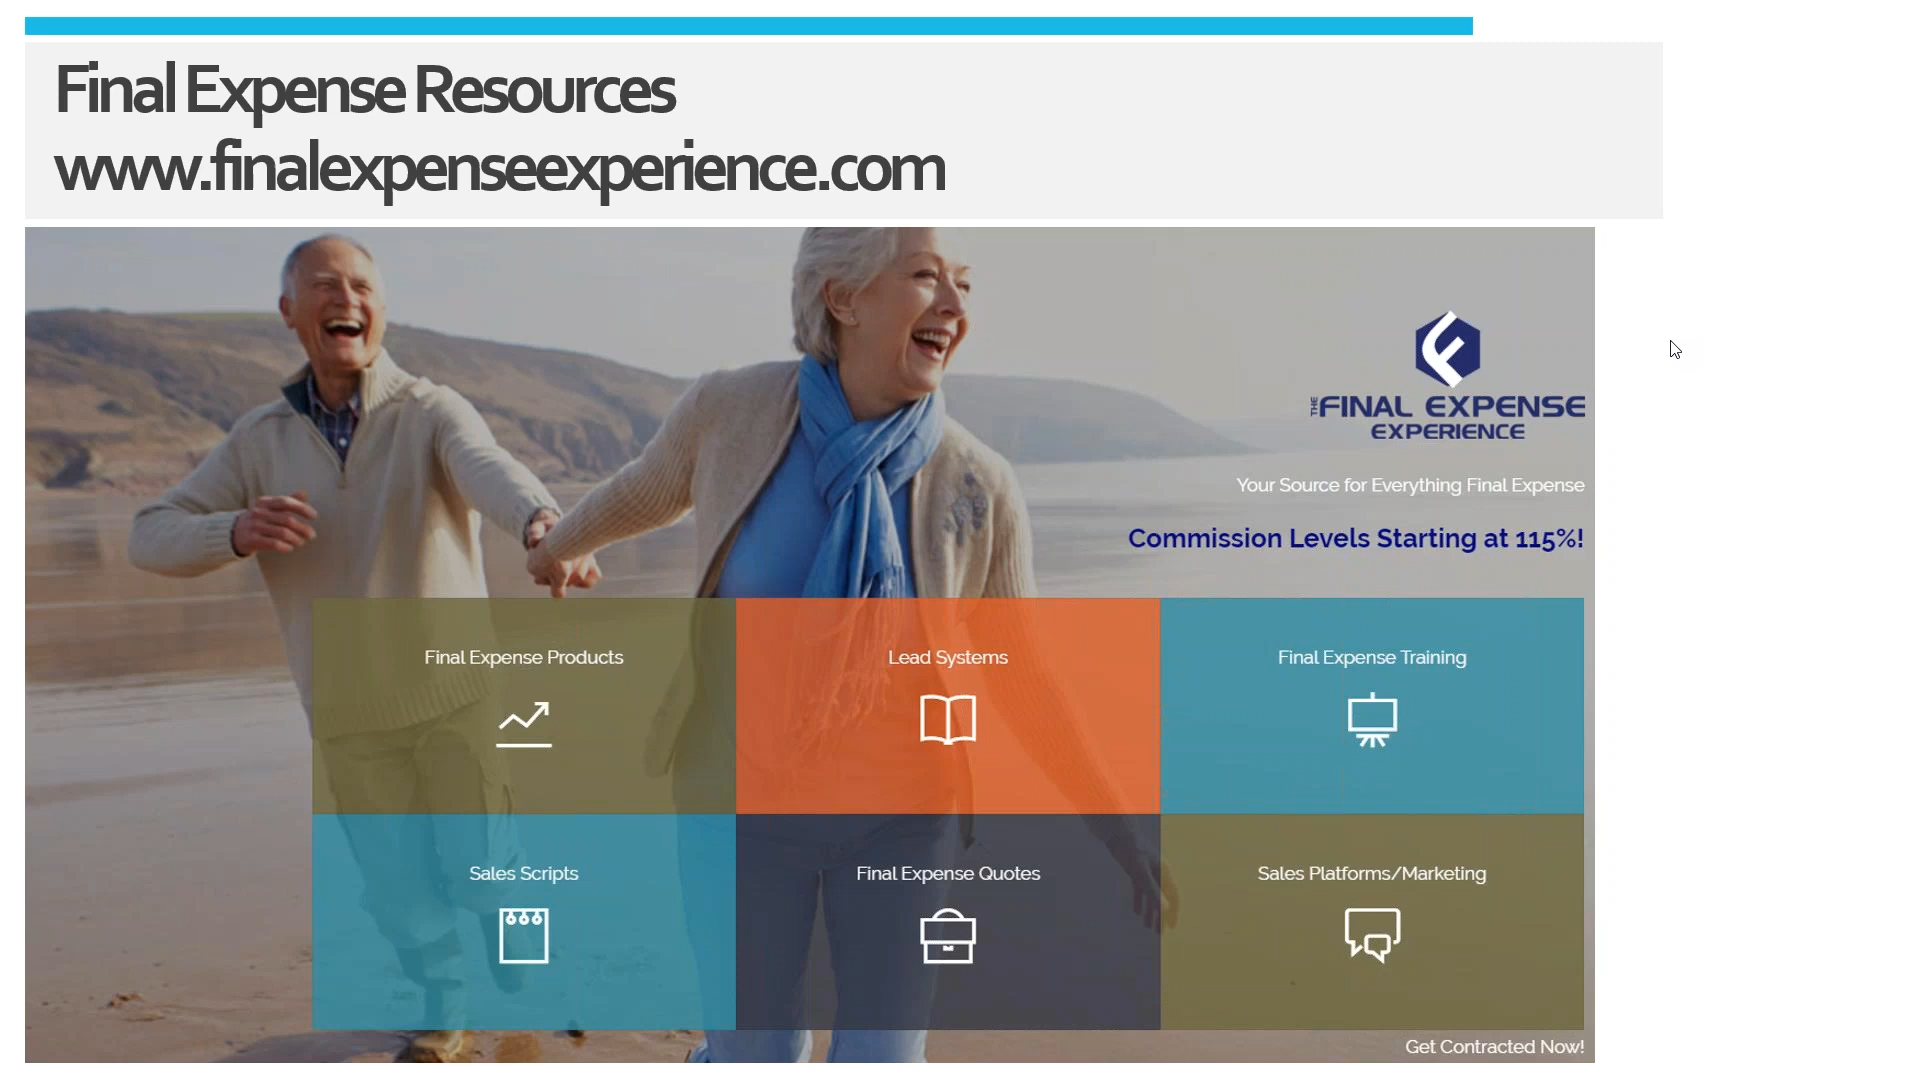 Final Expense Resources
www.finalexpenseexperience.com
THE FINAL EXPENSE
EXPERIENCE
Your Source for Everything Final Expense
Commission Levels Starting at 115%!
Final Expense Products
Lead Systems
Final Expense Training
Sales Scripts
Final Expense Quotes
Sales Platforms/Marketing
Get Contracted Now!